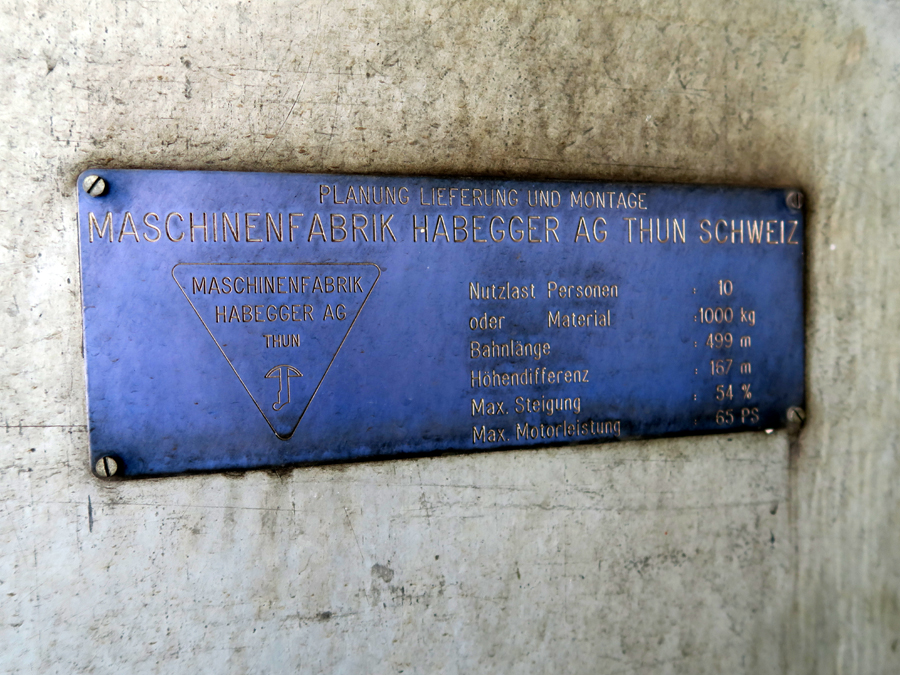 PLANUNG LIEFERUNG UND MONTAGE
MASCHINENFABRIK HABEGGER AG THUN SCHWEIZ
MASCHINENFABRIK
HABEGGER AG
THUN
Nutzlast Personen : 10
oder Material : 1000 kg
Bahnlänge : 499 m
Höhendifferenz : 167 m
Max. Steigung : 54 %
Max. Motorleistung : 65 PS